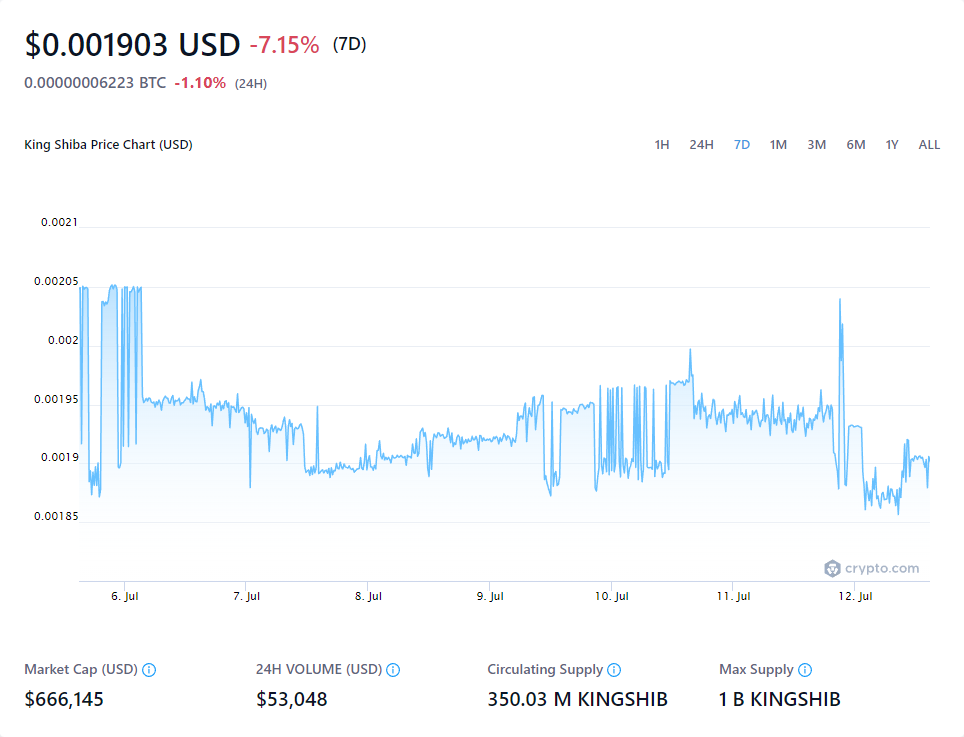 $0.001903 USD -7.15% (7D)
0.00000006223 BTC -1.10% (24H)
King Shiba Price Chart (USD) 1H 24H 7D 1M 3M 6M 1Y ALL
0.0021
0.00205
0.002
0.00195
0.0019
0.00185
crypto.com
6. Jul 7. Jul 8. Jul 9. Jul 10. Jul 11. Jul 12. Jul
Market Cap (USD) 24H VOLUME (USD) Circulating Supply Max Supply
$666,145 $53,048 350.03 M KINGSHIB 1 B KINGSHIB